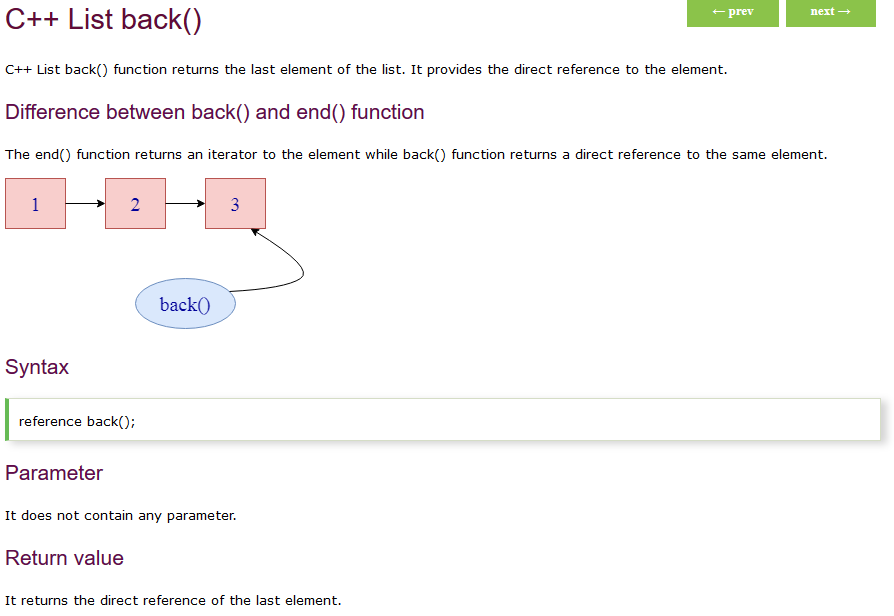 C++ List back()
← prev
next →
C++ List back() function returns the last element of the list. It provides the direct reference to the element.
Difference between back() and end() function
The end() function returns an iterator to the element while back() function returns a direct reference to the same element.
1
2
3
back()
Syntax
reference back();
Parameter
It does not contain any parameter.
Return value
It returns the direct reference of the last element.